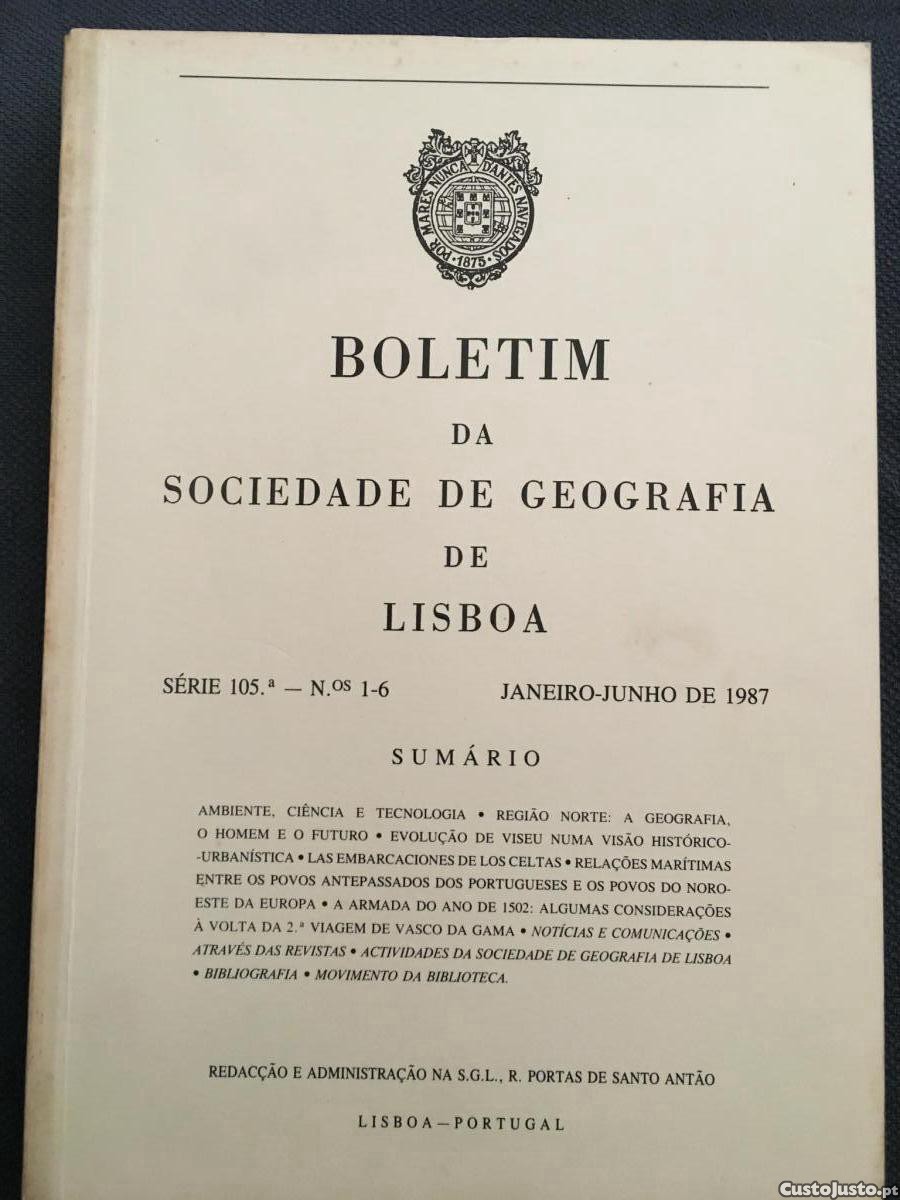 POR MARES NUNCA DANTES NAVEGADOS
• 1875 •
BOLETIM
DA
SOCIEDADE DE GEOGRAFIA
DE
LISBOA
SÉRIE 105.ª — N.os 1-6 JANEIRO-JUNHO DE 1987
SUMÁRIO
AMBIENTE, CIÊNCIA E TECNOLOGIA • REGIÃO NORTE: A GEOGRAFIA,
O HOMEM E O FUTURO • EVOLUÇÃO DE VISEU NUMA VISÃO HISTÓRICO-
-URBANÍSTICA • LAS EMBARCACIONES DE LOS CELTAS • RELAÇÕES MARÍTIMAS
ENTRE OS POVOS ANTEPASSADOS DOS PORTUGUESES E OS POVOS DO NORO-
ESTE DA EUROPA • A ARMADA DO ANO DE 1502: ALGUMAS CONSIDERAÇÕES
À VOLTA DA 2.ª VIAGEM DE VASCO DA GAMA • NOTÍCIAS E COMUNICAÇÕES •
ATRAVÉS DAS REVISTAS • ACTIVIDADES DA SOCIEDADE DE GEOGRAFIA DE LISBOA
• BIBLIOGRAFIA • MOVIMENTO DA BIBLIOTECA.
REDACÇÃO E ADMINISTRAÇÃO NA S.G.L., R. PORTAS DE SANTO ANTÃO
LISBOA — PORTUGAL
CustoJusto.pt